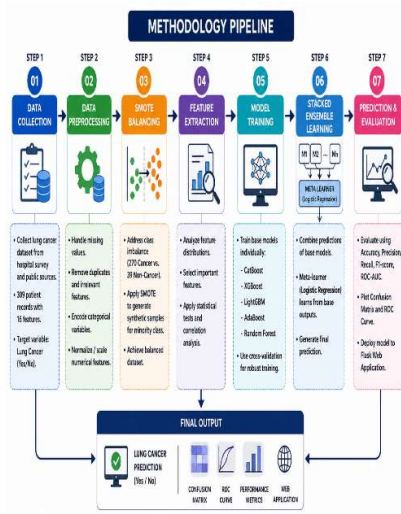 METHODOLOGY PIPELINE
STEP 1
STEP 2
STEP 3
STEP 4
STEP 5
STEP 6
STEP 7
01
02
03
04
05
06
07
DATA
COLLECTION
DATA
PREPROCESSING
SMOTE
BALANCING
FEATURE
EXTRACTION
MODEL
TRAINING
STACKED
ENSEMBLE
LEARNING
PREDICTION &
EVALUATION
M1 M2 ...
META LEARNER
(Logistic Regression)
• Collect lung cancer
dataset from
hospital survey
and public sources.
• 309 patient
records with
16 features.
• Target variable:
Lung Cancer
(Yes/No).
• Handle missing
values.
• Remove duplicates
and irrelevant
features.
• Encode categorical
variables.
• Normalize / scale
numerical features.
• Address class
imbalance
(270 Cancer vs.
39 Non-Cancer).
• Apply SMOTE
to generate
synthetic samples
for minority class.
• Achieve balanced
dataset.
• Analyze feature
distributions.
• Select important
features.
• Apply statistical
tests and
correlation
analysis.
• Train base models
individually:
• CatBoost
• XGBoost
• LightGBM
• AdaBoost
• Random Forest
• Use cross-validation
for robust training.
• Combine predictions
of base models.
• Meta-learner
(Logistic Regression)
learns from base
outputs.
• Generate final
prediction.
• Evaluate using
Accuracy, Precision,
Recall, F1-score,
ROC-AUC.
• Plot Confusion
Matrix and ROC
Curve.
• Deploy model to
Flask Web
Application.
FINAL OUTPUT
LUNG CANCER
PREDICTION
(Yes / No)
CONFUSION
MATRIX
ROC
CURVE
PERFORMANCE
METRICS
WEB
APPLICATION